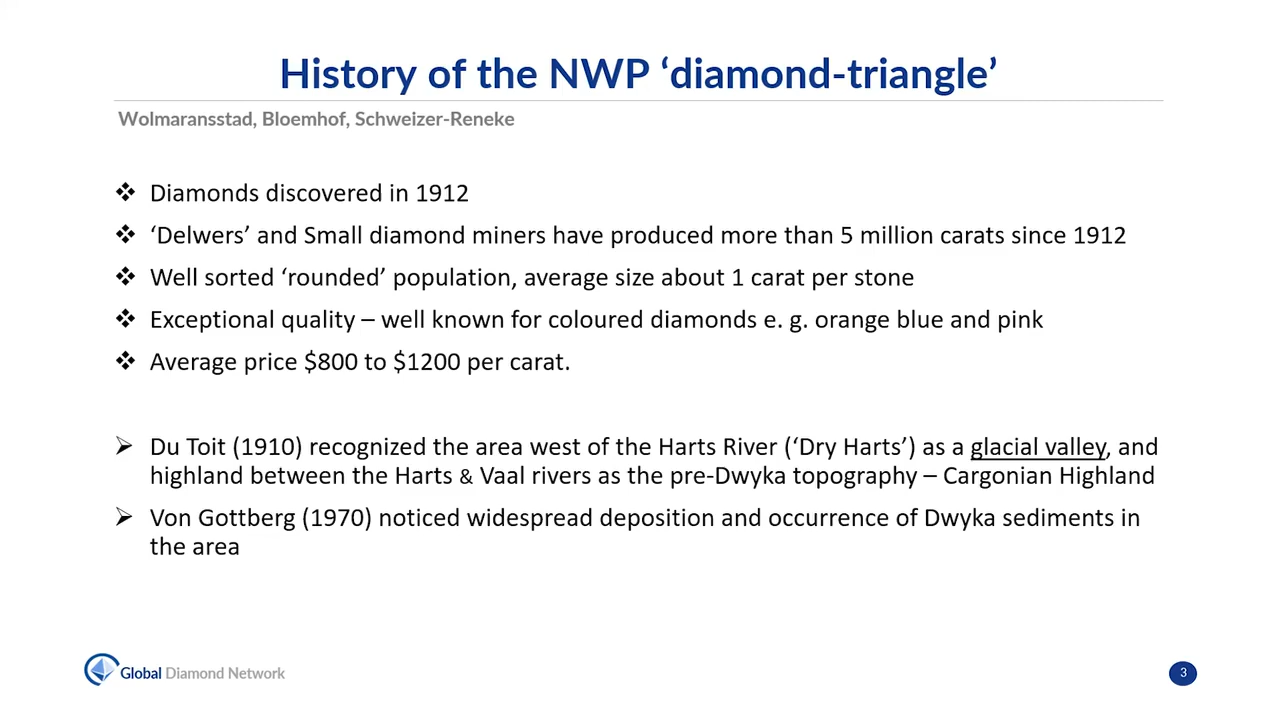 History of the NWP ‘diamond-triangle’
Wolmaransstad, Bloemhof, Schweizer-Reneke
❖ Diamonds discovered in 1912
❖ ‘Delwers’ and Small diamond miners have produced more than 5 million carats since 1912
❖ Well sorted ‘rounded’ population, average size about 1 carat per stone
❖ Exceptional quality – well known for coloured diamonds e. g. orange blue and pink
❖ Average price $800 to $1200 per carat.
➢ Du Toit (1910) recognized the area west of the Harts River (‘Dry Harts’) as a glacial valley, and
highland between the Harts & Vaal rivers as the pre-Dwyka topography – Cargonian Highland
➢ Von Gottberg (1970) noticed widespread deposition and occurrence of Dwyka sediments in
the area
Global Diamond Network
3